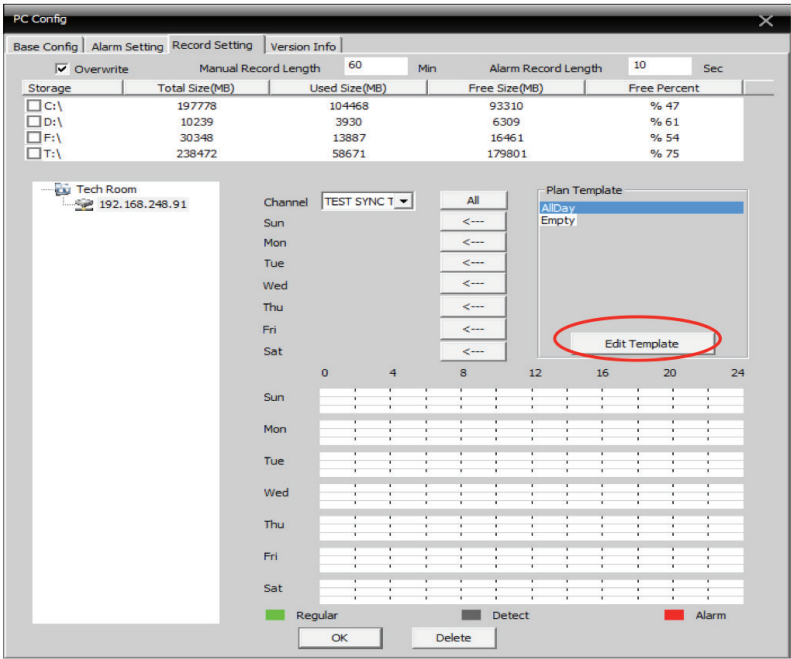 PC Config
Base Config Alarm Setting Record Setting Version Info
Overwrite Manual Record Length 60 Min Alarm Record Length 10 Sec
Storage Total Size(MB) Used Size(MB) Free Size(MB) Free Percent
C:\ 197778 104468 93310 % 47
D:\ 10239 3930 6309 % 61
F:\ 30348 13887 16461 % 54
T:\ 238472 58671 179801 % 75
Tech Room
192.168.248.91
Channel TEST SYNC T All
Sun <---
Mon <---
Tue <---
Wed <---
Thu <---
Fri <---
Sat <---
Plan Template
AllDay
Empty
Edit Template
0 4 8 12 16 20 24
Sun
Mon
Tue
Wed
Thu
Fri
Sat
Regular Detect Alarm
OK Delete